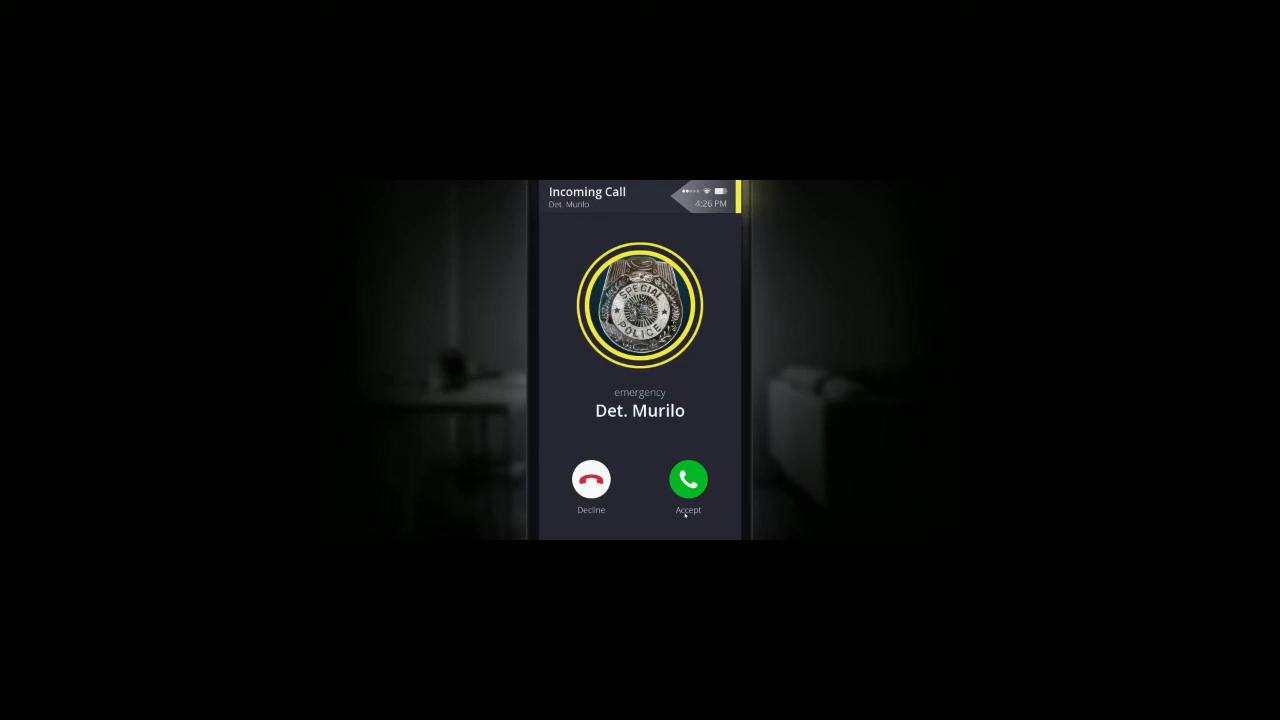 Incoming Call
Det. Murilo
4:26 PM
SPECIAL
POLICE
emergency
Det. Murilo
Decline
Accept